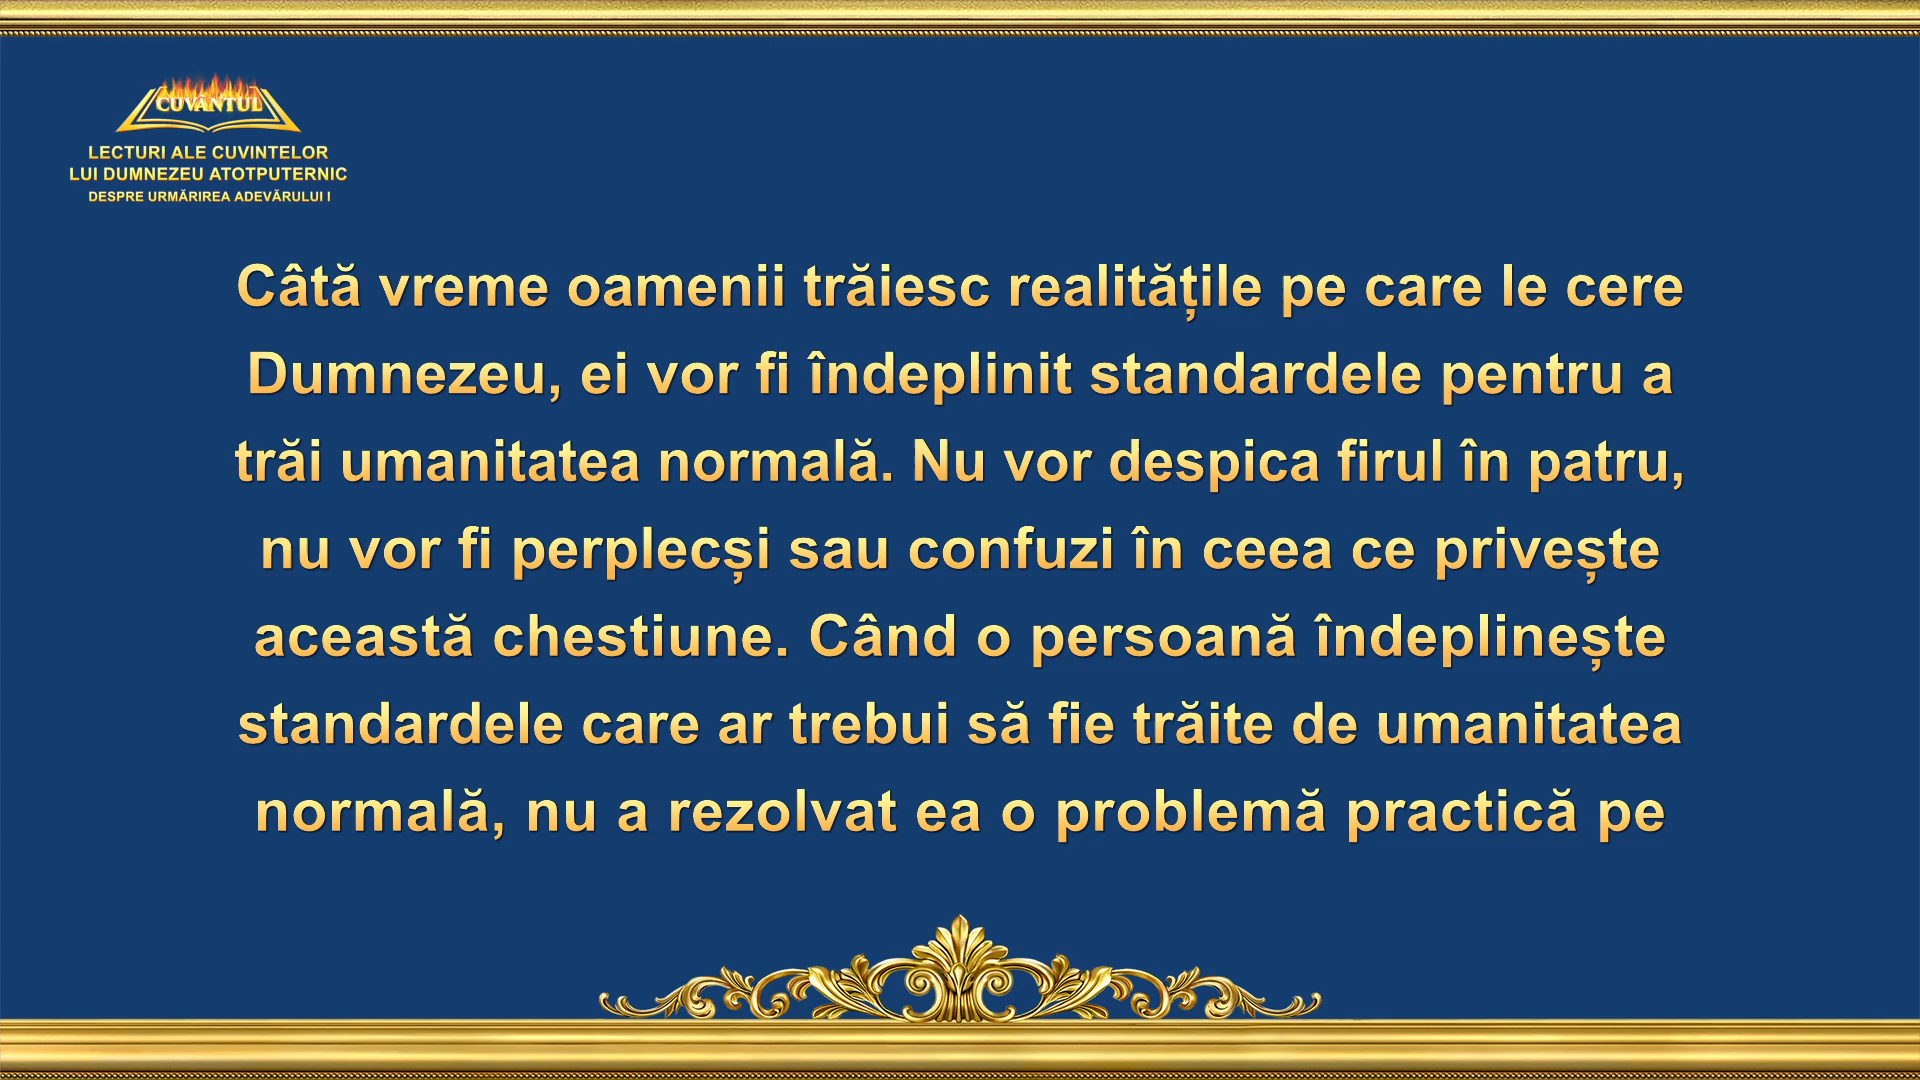 CUVÂNTUL
LECTURI ALE CUVINTELOR
LUI DUMNEZEU ATOTPUTERNIC
DESPRE URMĂRIREA ADEVĂRULUI I
Câtă vreme oamenii trăiesc realitățile pe care le cere
Dumnezeu, ei vor fi îndeplinit standardele pentru a
trăi umanitatea normală. Nu vor despica firul în patru,
nu vor fi perplecși sau confuzi în ceea ce privește
această chestiune. Când o persoană îndeplinește
standardele care ar trebui să fie trăite de umanitatea
normală, nu a rezolvat ea o problemă practică pe